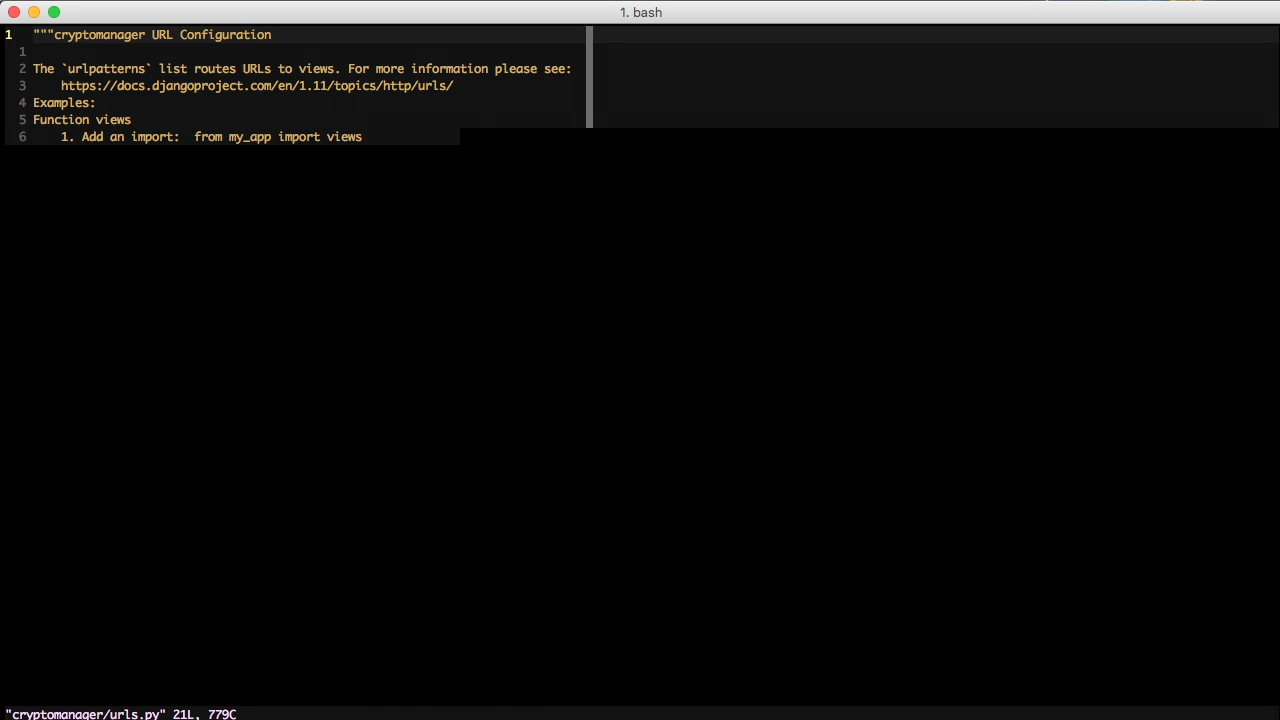 1. bash
1 """cryptomanager URL Configuration
1
2 The `urlpatterns` list routes URLs to views. For more information please see:
3 https://docs.djangoproject.com/en/1.11/topics/http/urls/
4 Examples:
5 Function views
6 1. Add an import:  from my_app import views
"cryptomanager/urls.py" 21L, 779C